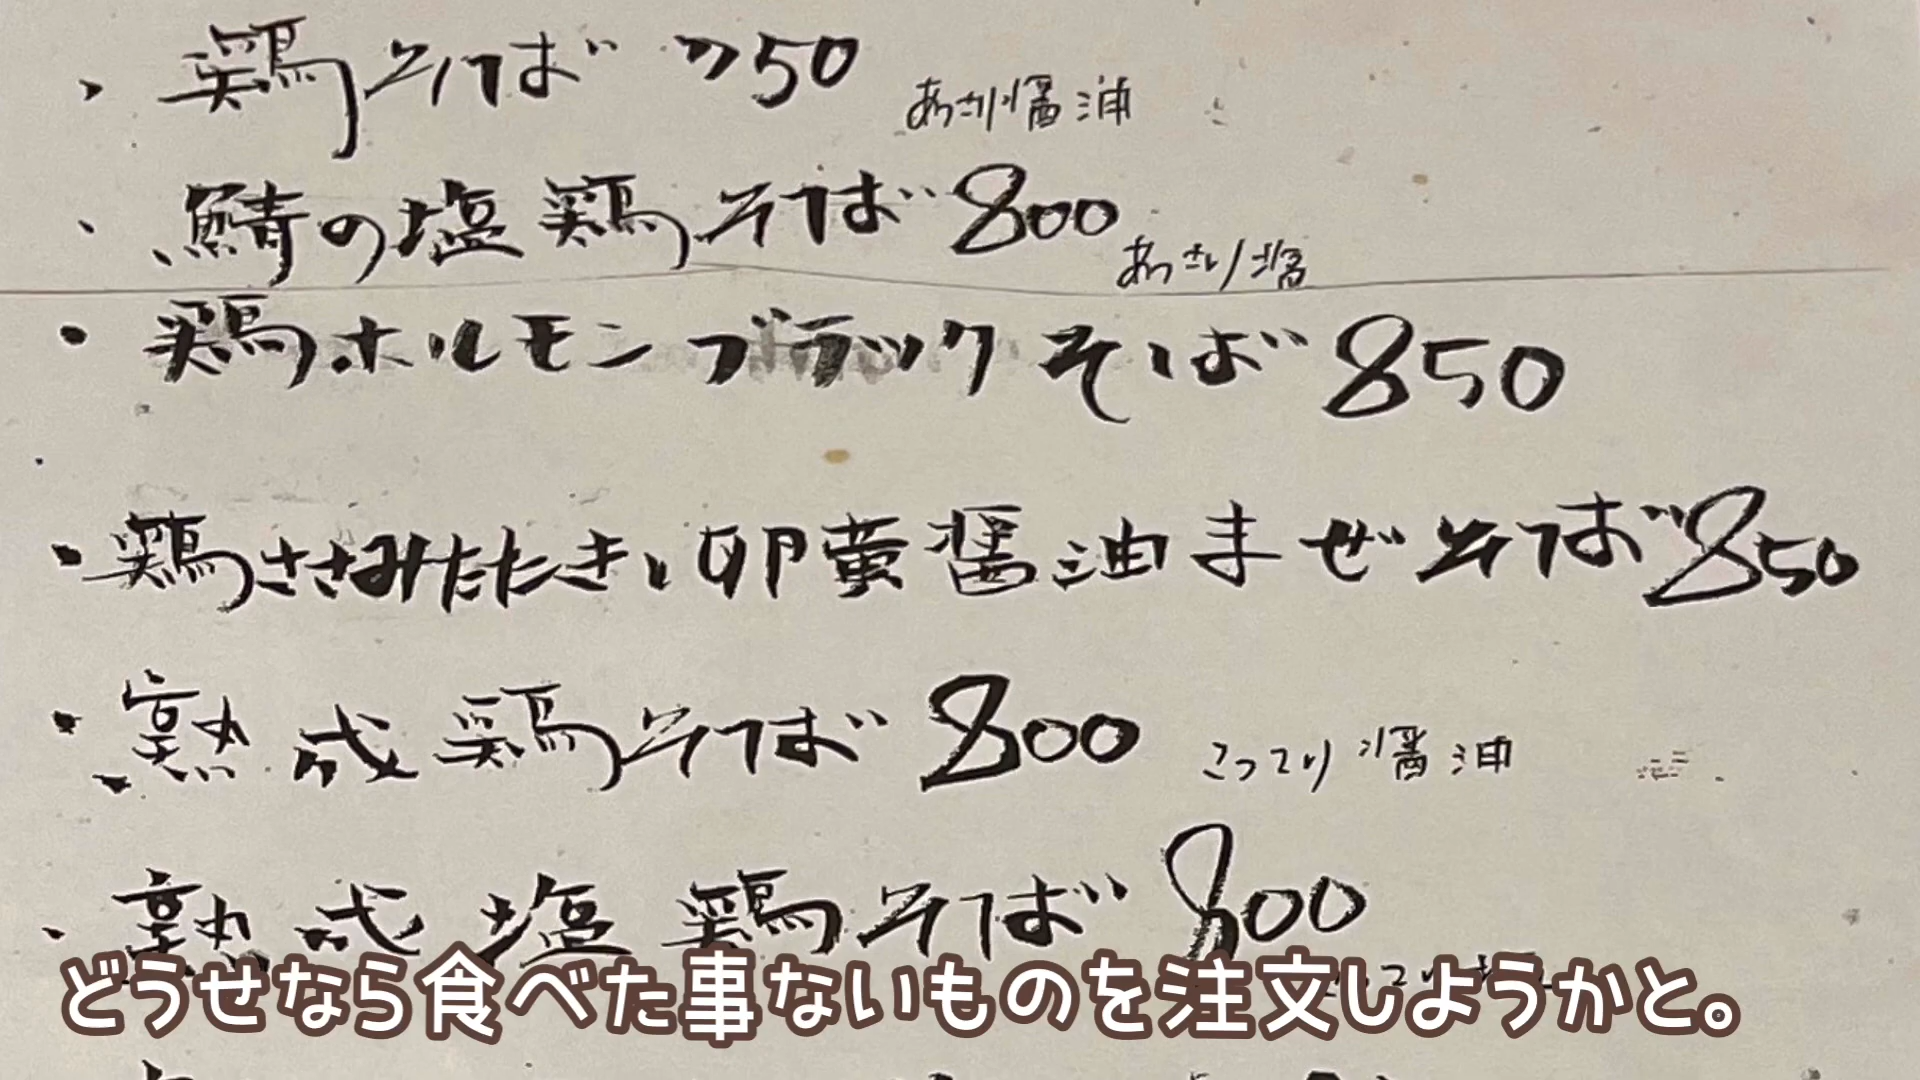 ・鶏そば 750 あっさり醤油
・鯖の塩鶏そば 800 あっさり塩
・鶏ホルモンブラックそば 850
・鶏ささみたたき、卵黄醤油まぜそば 850
・熟成鶏そば 800 こってり醤油
・熟成塩鶏そば 800
どうせなら食べた事ないものを注文しようかと。